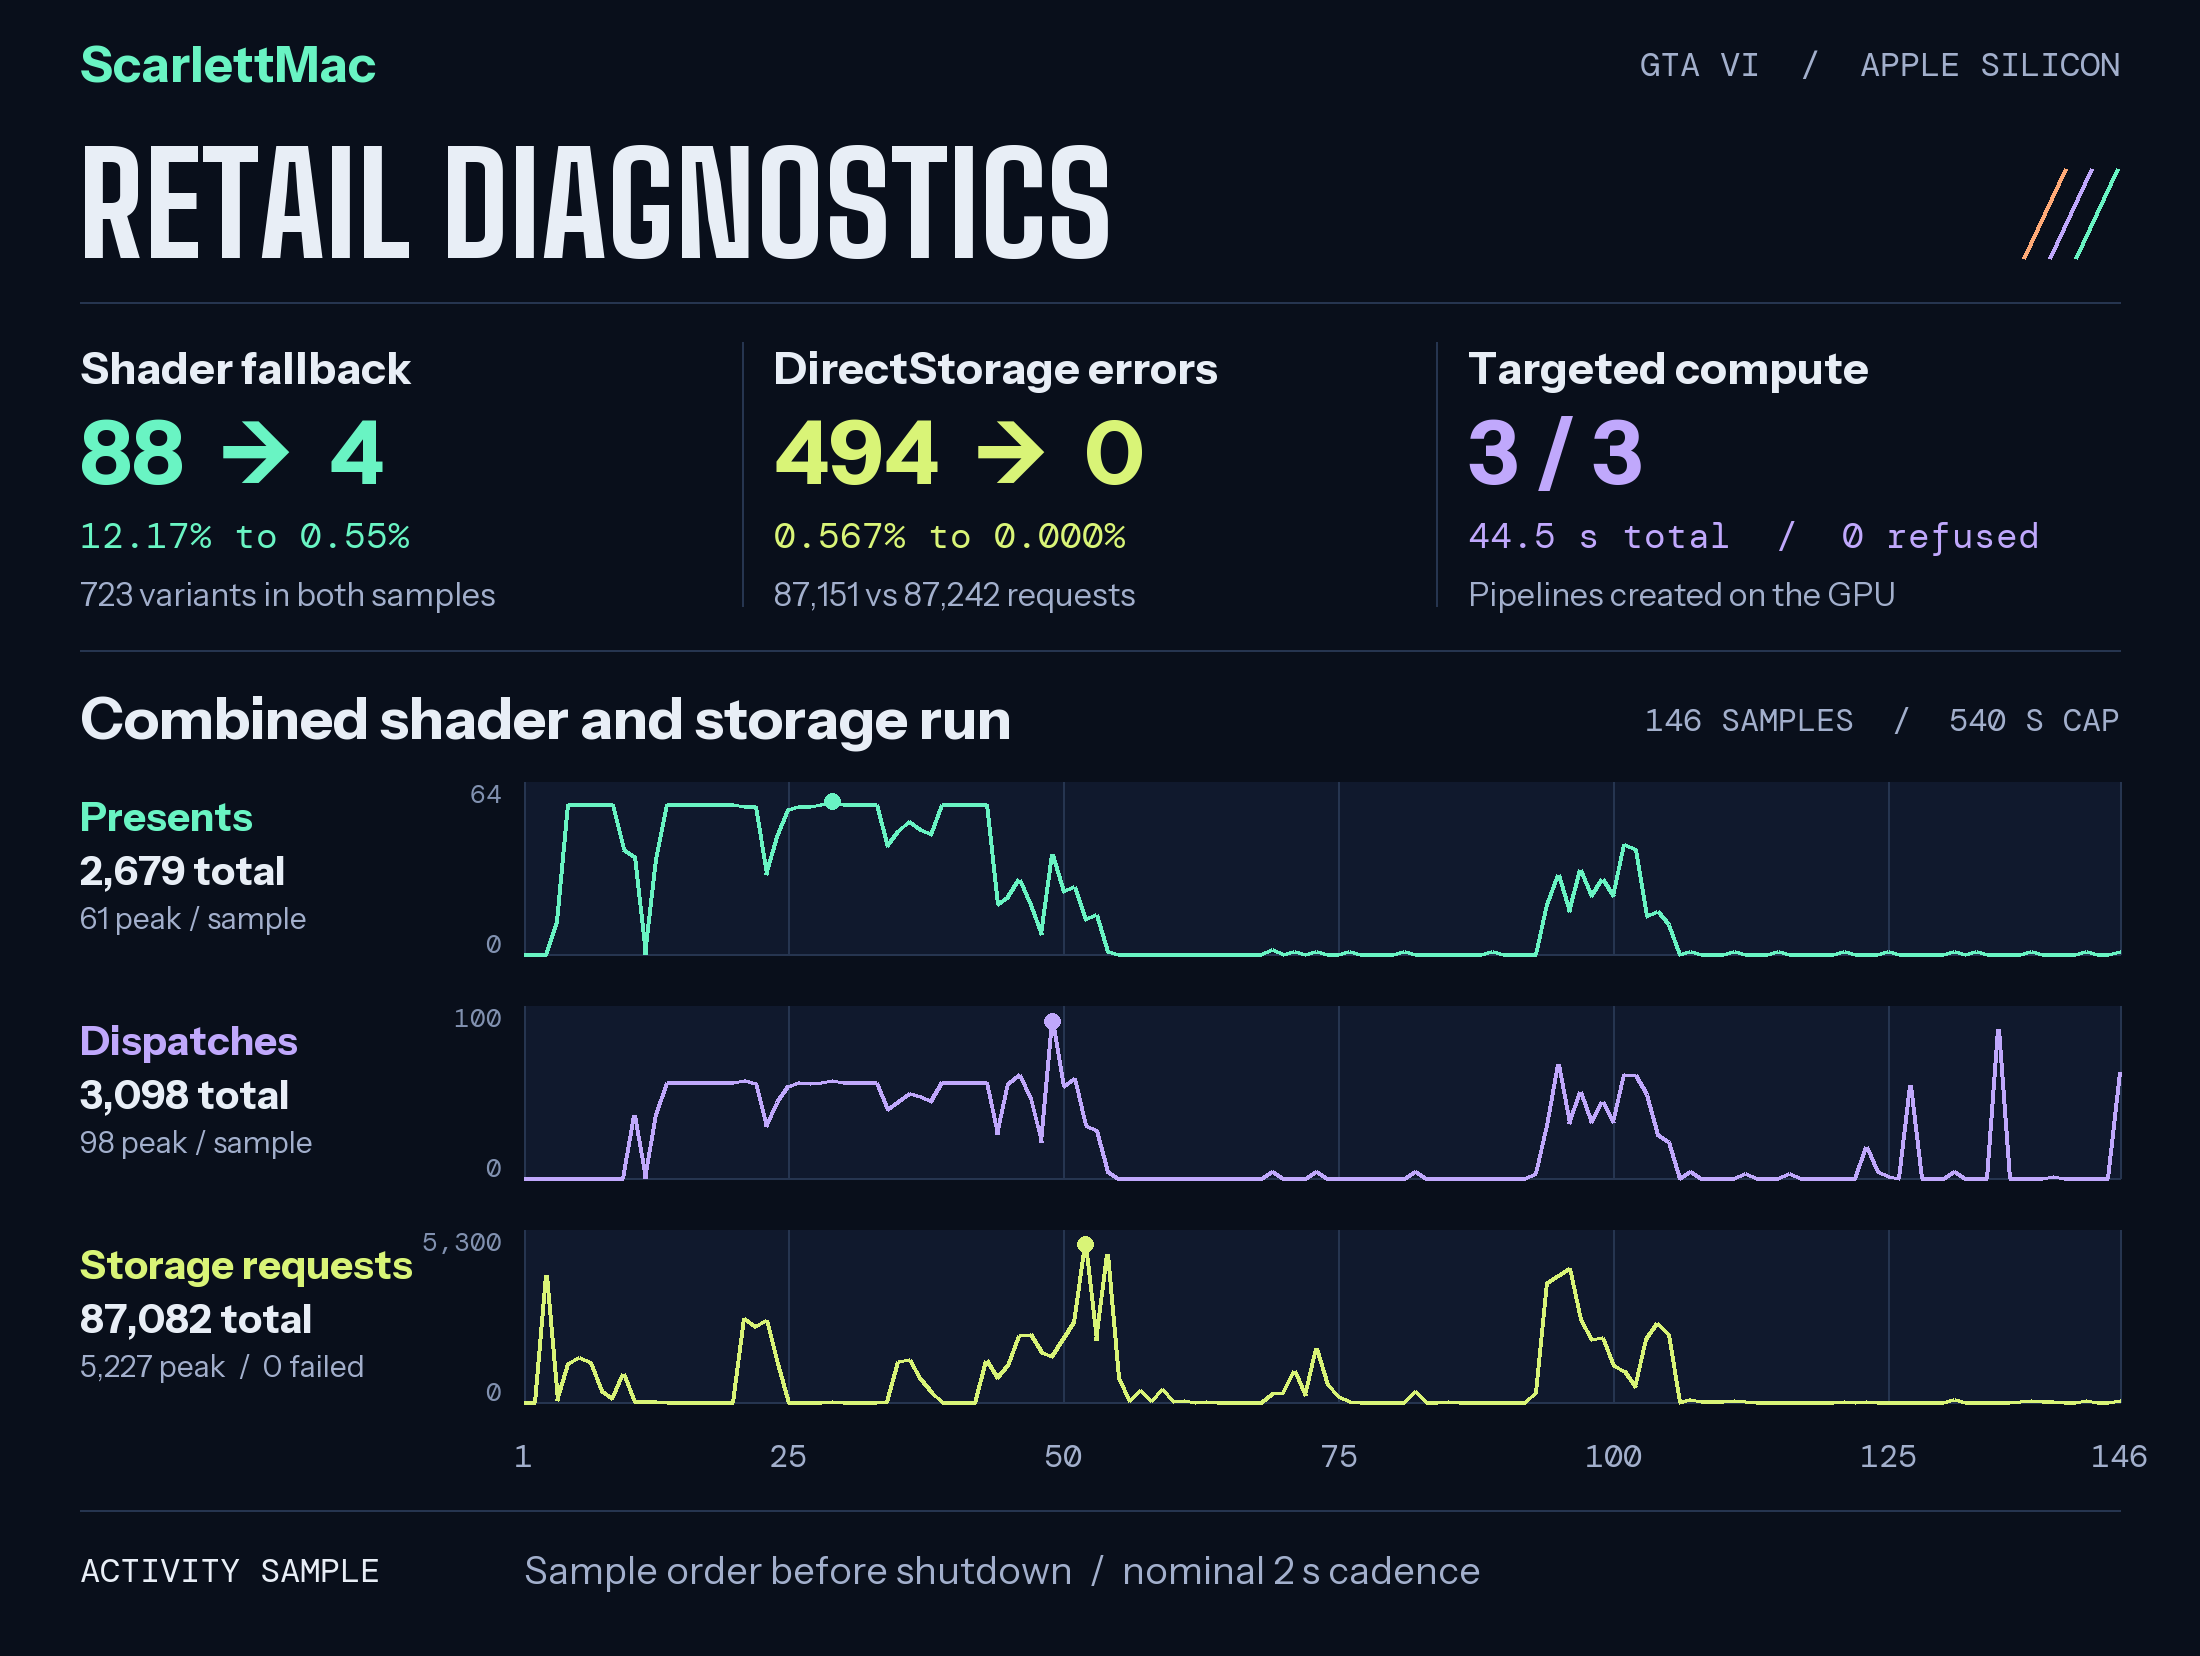 ScarlettMac
GTA VI / APPLE SILICON
RETAIL DIAGNOSTICS
Shader fallback
88 → 4
12.17% to 0.55%
723 variants in both samples
DirectStorage errors
494 → 0
0.567% to 0.000%
87,151 vs 87,242 requests
Targeted compute
3 / 3
44.5 s total / 0 refused
Pipelines created on the GPU
Combined shader and storage run
146 SAMPLES / 540 S CAP
Presents
2,679 total
61 peak / sample
64
0
Dispatches
3,098 total
98 peak / sample
100
0
Storage requests
87,082 total
5,227 peak / 0 failed
5,300
0
1 25 50 75 100 125 146
ACTIVITY SAMPLE
Sample order before shutdown / nominal 2 s cadence